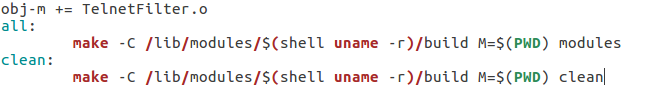 obj-m += TelnetFilter.o
all:
        make -C /lib/modules/$(shell uname -r)/build M=$(PWD) modules
clean:
        make -C /lib/modules/$(shell uname -r)/build M=$(PWD) clean